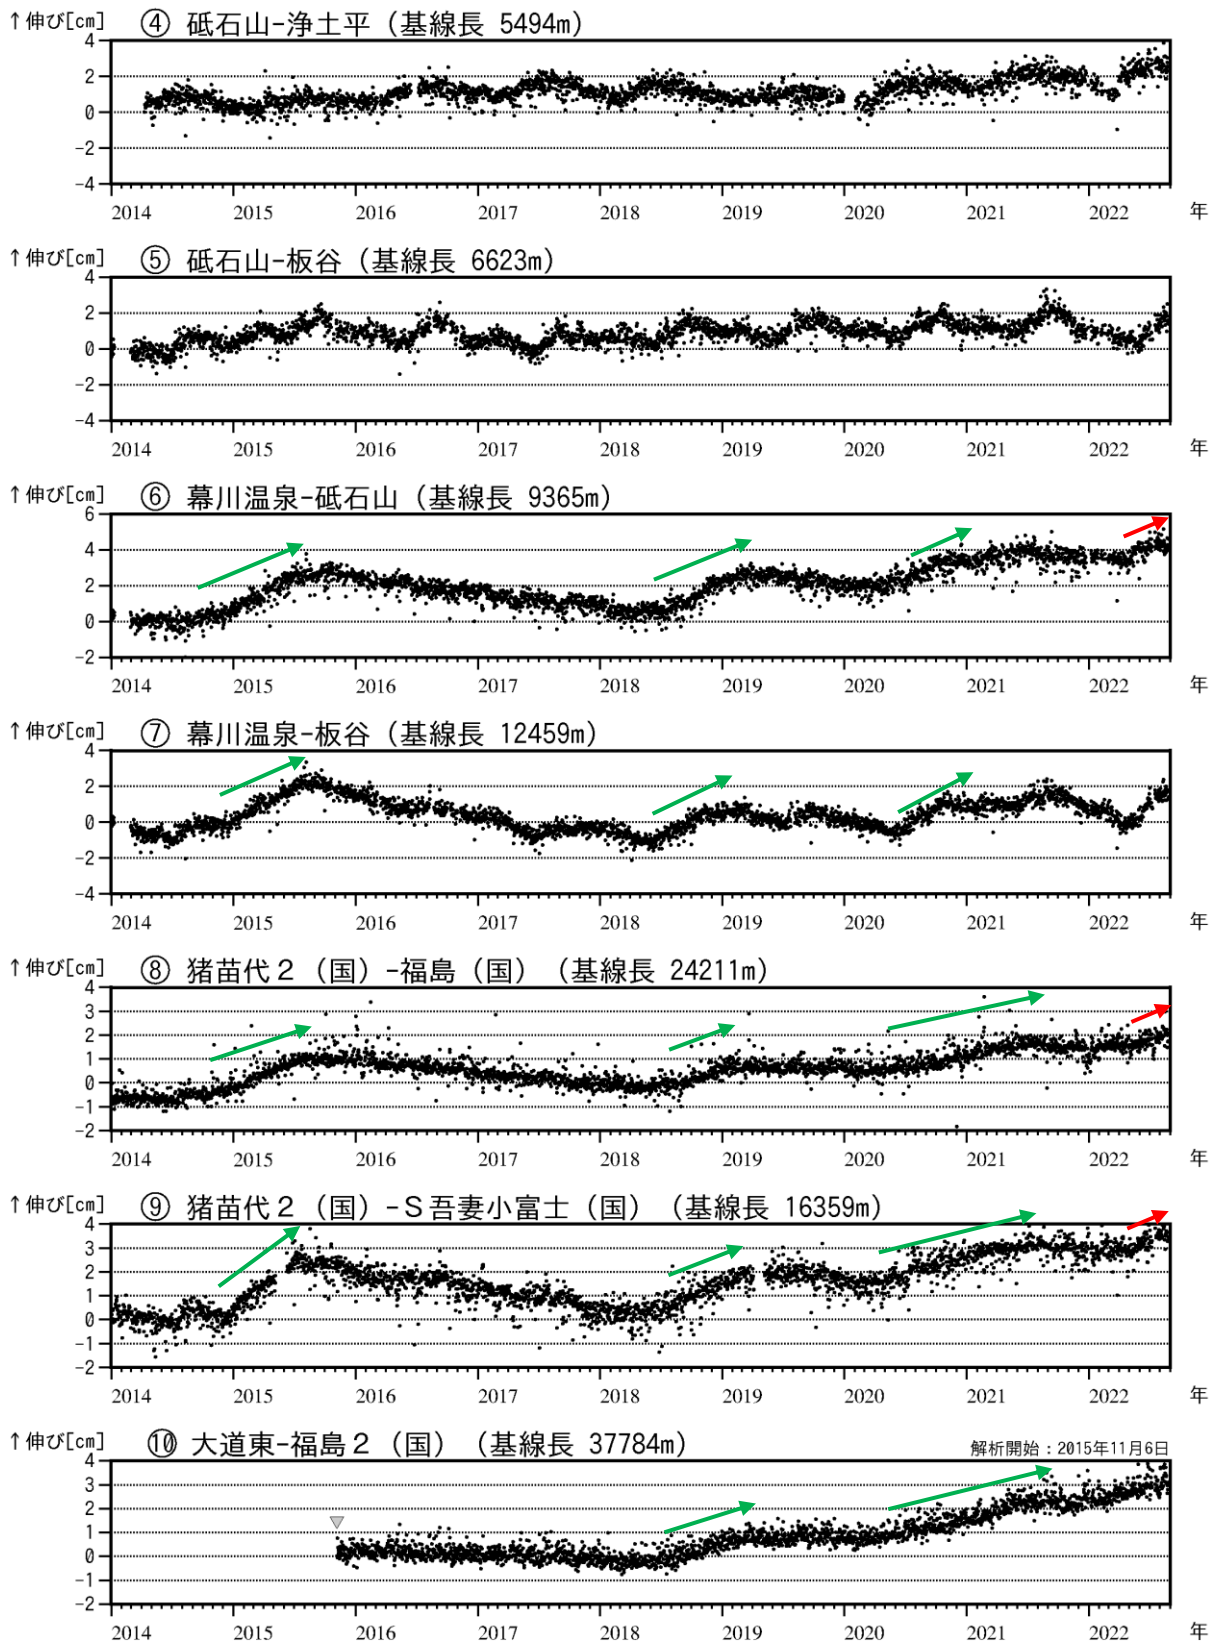 ↑伸び[cm] ④ 砥石山-浄土平（基線長 5494m）
4
2
0
-2
-4
2014 2015 2016 2017 2018 2019 2020 2021 2022 年
↑伸び[cm] ⑤ 砥石山-板谷（基線長 6623m）
4
2
0
-2
-4
2014 2015 2016 2017 2018 2019 2020 2021 2022 年
↑伸び[cm] ⑥ 幕川温泉-砥石山（基線長 9365m）
6
4
2
0
-2
2014 2015 2016 2017 2018 2019 2020 2021 2022 年
↑伸び[cm] ⑦ 幕川温泉-板谷（基線長 12459m）
4
2
0
-2
-4
2014 2015 2016 2017 2018 2019 2020 2021 2022 年
↑伸び[cm] ⑧ 猪苗代２（国）-福島（国）（基線長 24211m）
4
3
2
1
0
-1
-2
2014 2015 2016 2017 2018 2019 2020 2021 2022 年
↑伸び[cm] ⑨ 猪苗代２（国）-Ｓ吾妻小富士（国）（基線長 16359m）
4
3
2
1
0
-1
-2
2014 2015 2016 2017 2018 2019 2020 2021 2022 年
↑伸び[cm] ⑩ 大道東-福島２（国）（基線長 37784m）
解析開始：2015年11月6日
4
3
2
1
0
-1
-2
2014 2015 2016 2017 2018 2019 2020 2021 2022 年